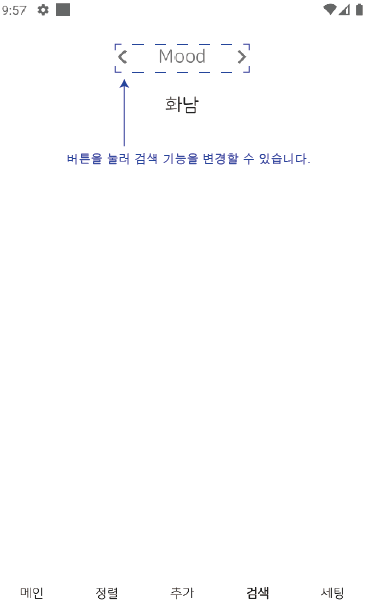 9:57
< Mood >
화남
버튼을 눌러 검색 기능을 변경할 수 있습니다.
메인 정렬 추가 검색 세팅